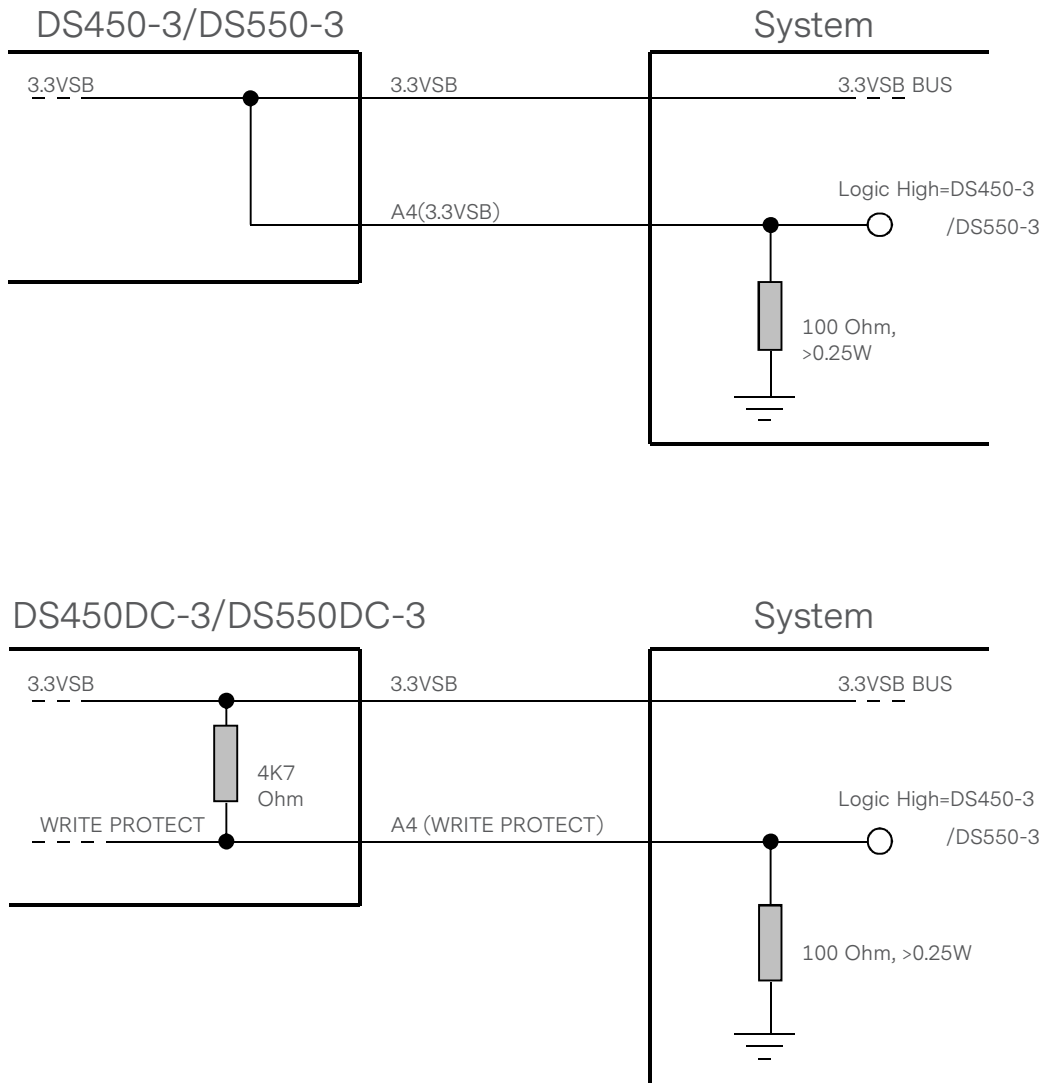 DS450-3/DS550-3
System
3.3VSB
3.3VSB
3.3VSB BUS
Logic High=DS450-3
/DS550-3
A4(3.3VSB)
100 Ohm,
>0.25W
DS450DC-3/DS550DC-3
System
3.3VSB
3.3VSB
3.3VSB BUS
4K7
Ohm
Logic High=DS450-3
/DS550-3
WRITE PROTECT
A4 (WRITE PROTECT)
100 Ohm, >0.25W